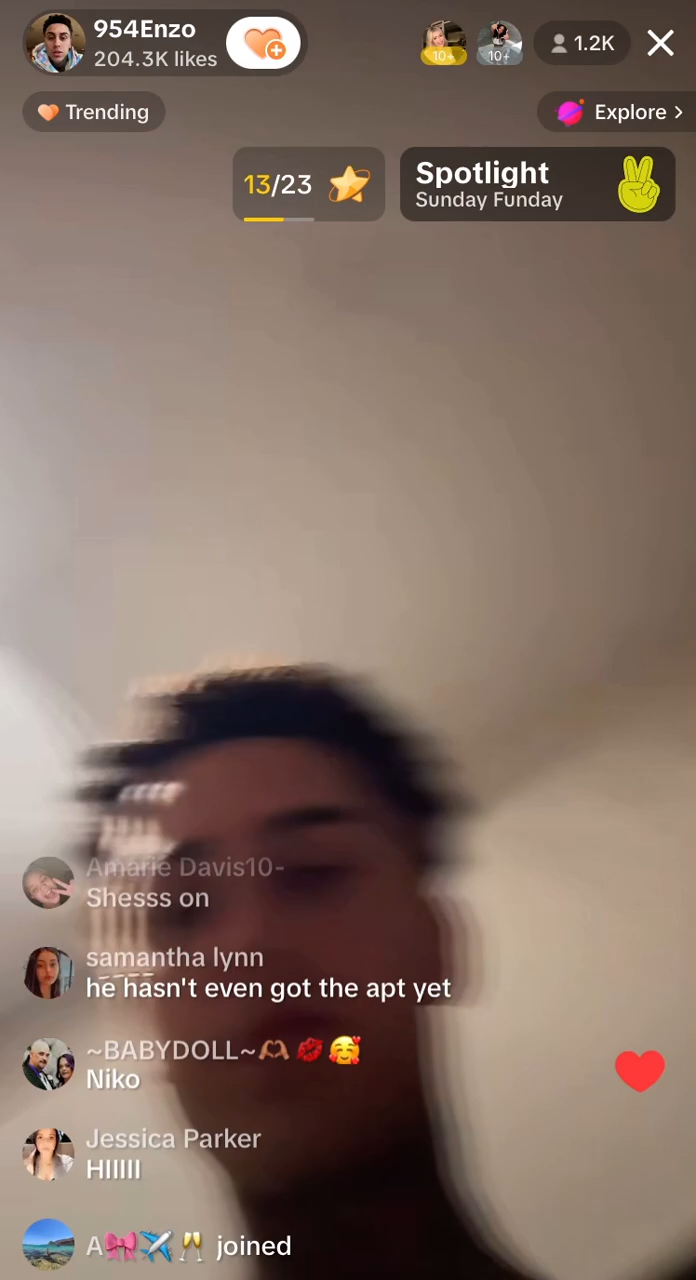 954Enzo
204.3K likes
10+
10+
1.2K
Trending
Explore >
13/23
Spotlight
Sunday Funday
Amarie Davis10-
Shesss on
samantha lynn
he hasn't even got the apt yet
~BABYDOLL~🫶🏽💋🥰
Niko
Jessica Parker
HIIIII
A🎀✈️🥂 joined